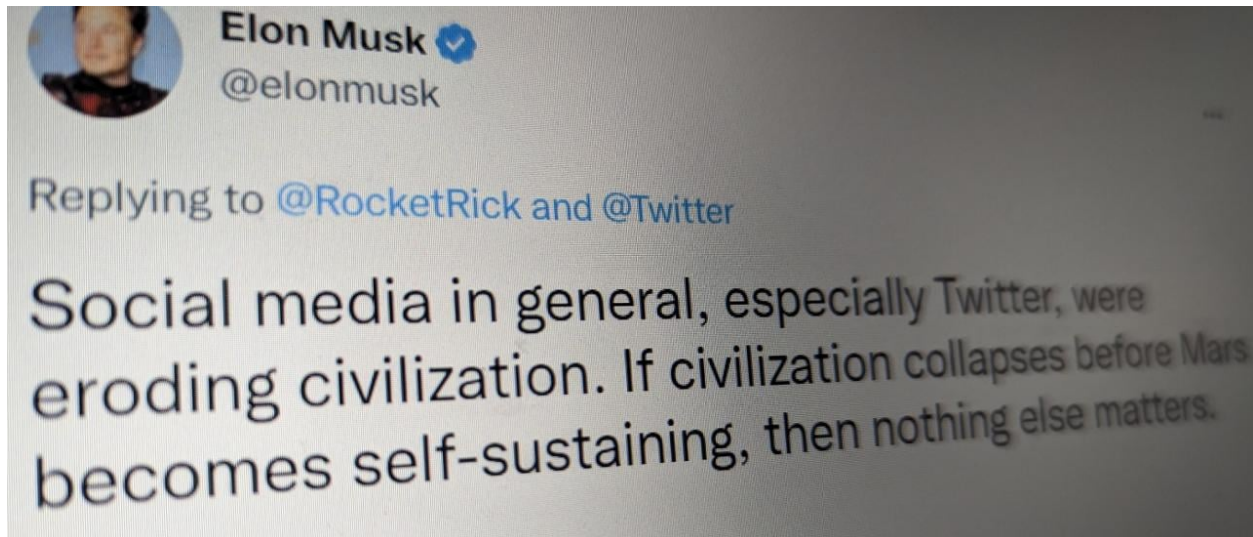 Elon Musk
@elonmusk
Replying to @RocketRick and @Twitter
Social media in general, especially Twitter, were
eroding civilization. If civilization collapses before Mars
becomes self-sustaining, then nothing else matters.